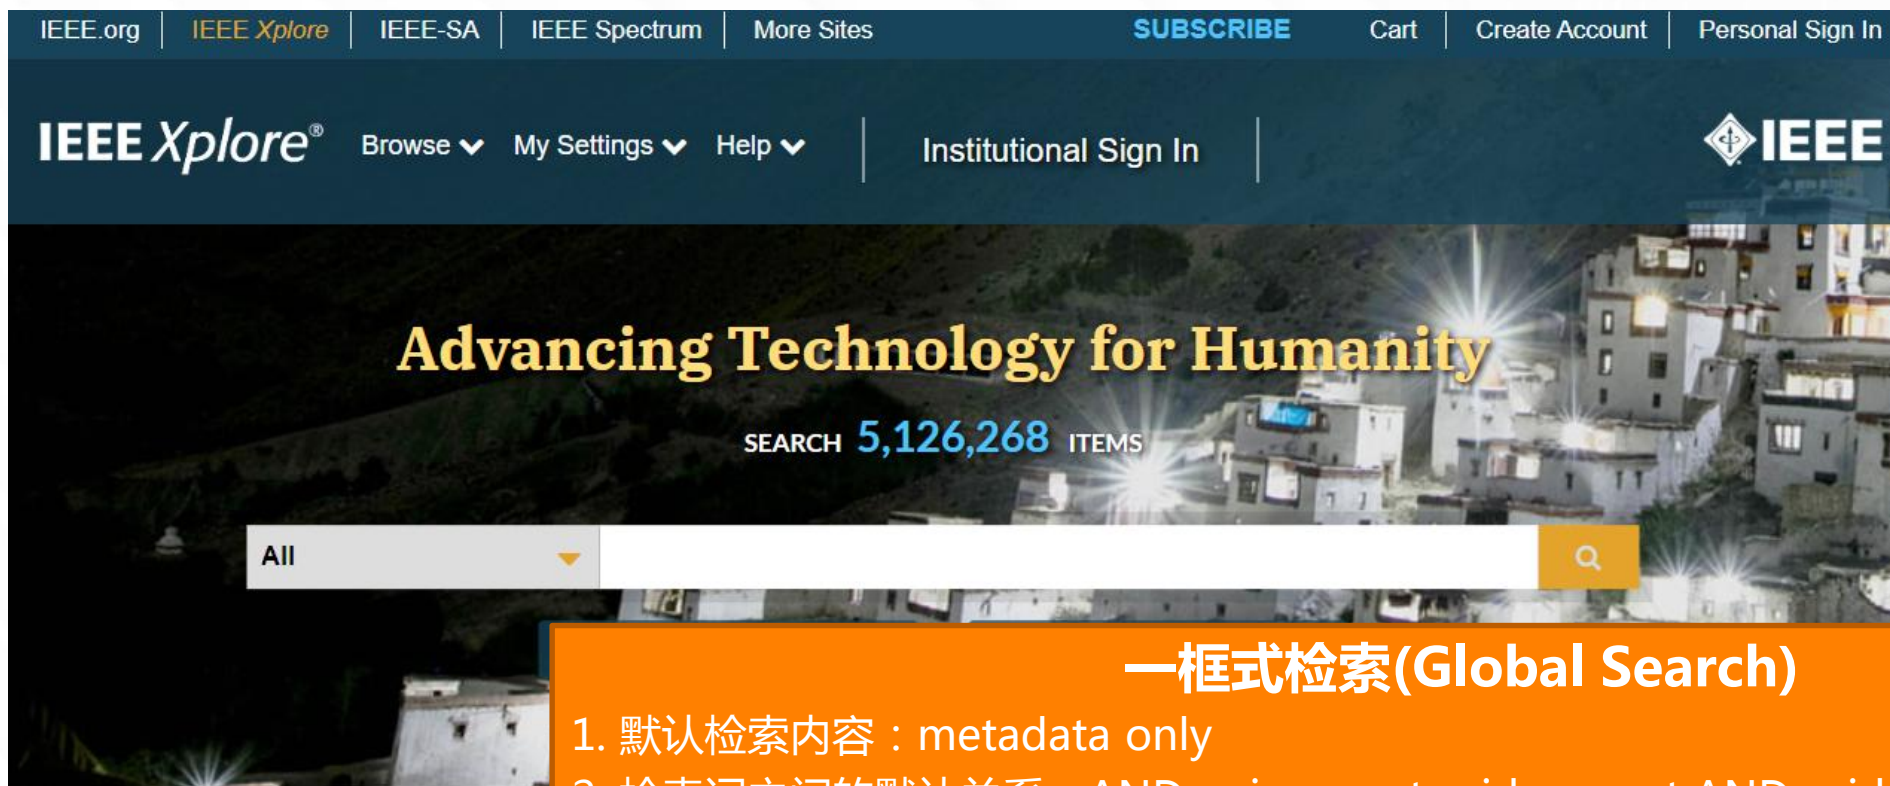 IEEE.org IEEE Xplore IEEE-SA IEEE Spectrum More Sites SUBSCRIBE Cart Create Account Personal Sign In
IEEE Xplore® Browse My Settings Help Institutional Sign In IEEE
Advancing Technology for Humanity
SEARCH 5,126,268 ITEMS
All
一框式检索(Global Search)
1. 默认检索内容：metadata only